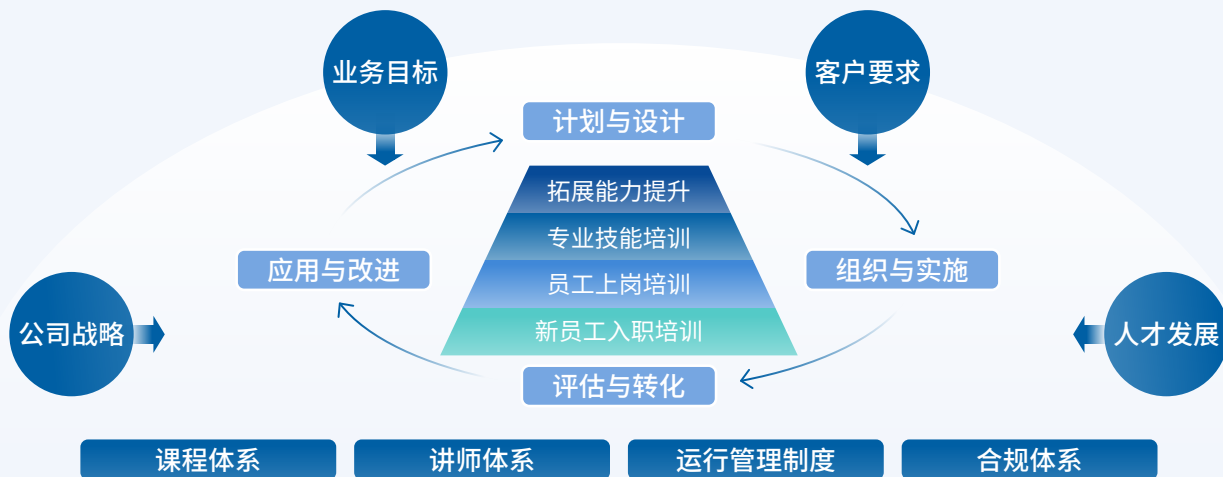 业务目标
客户要求
计划与设计
拓展能力提升
专业技能培训
员工上岗培训
新员工入职培训
应用与改进
组织与实施
公司战略
人才发展
评估与转化
课程体系
讲师体系
运行管理制度
合规体系